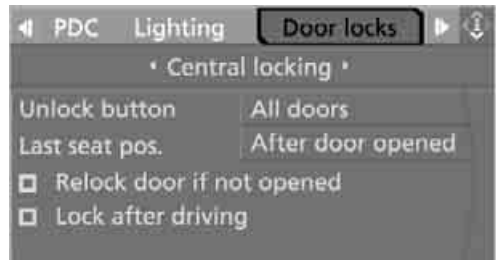 PDC Lighting Door locks
Central locking
Unlock button All doors
Last seat pos. After door opened
Relock door if not opened
Lock after driving